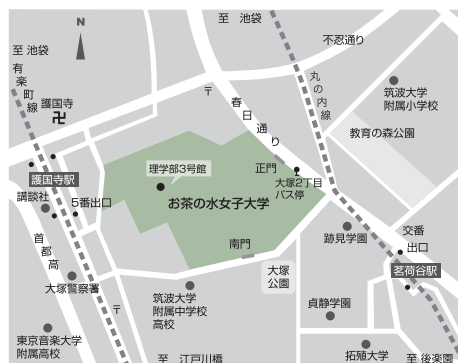 至 池袋
不忍通り
N
至 池袋
有楽町線
護国寺
卍
〒
春日通り
丸の内線
筑波大学
附属小学校
教育の森公園
理学部3号館
正門
大塚2丁目
バス停
お茶の水女子大学
護国寺駅
講談社
5番出口
首都高
南門
跡見学園
交番
出口
茗荷谷駅
大塚
公園
大塚警察署
〒
筑波大学
附属中学校
高校
貞静学園
東京音楽大学
附属高校
拓殖大学
至 江戸川橋
至 後楽園